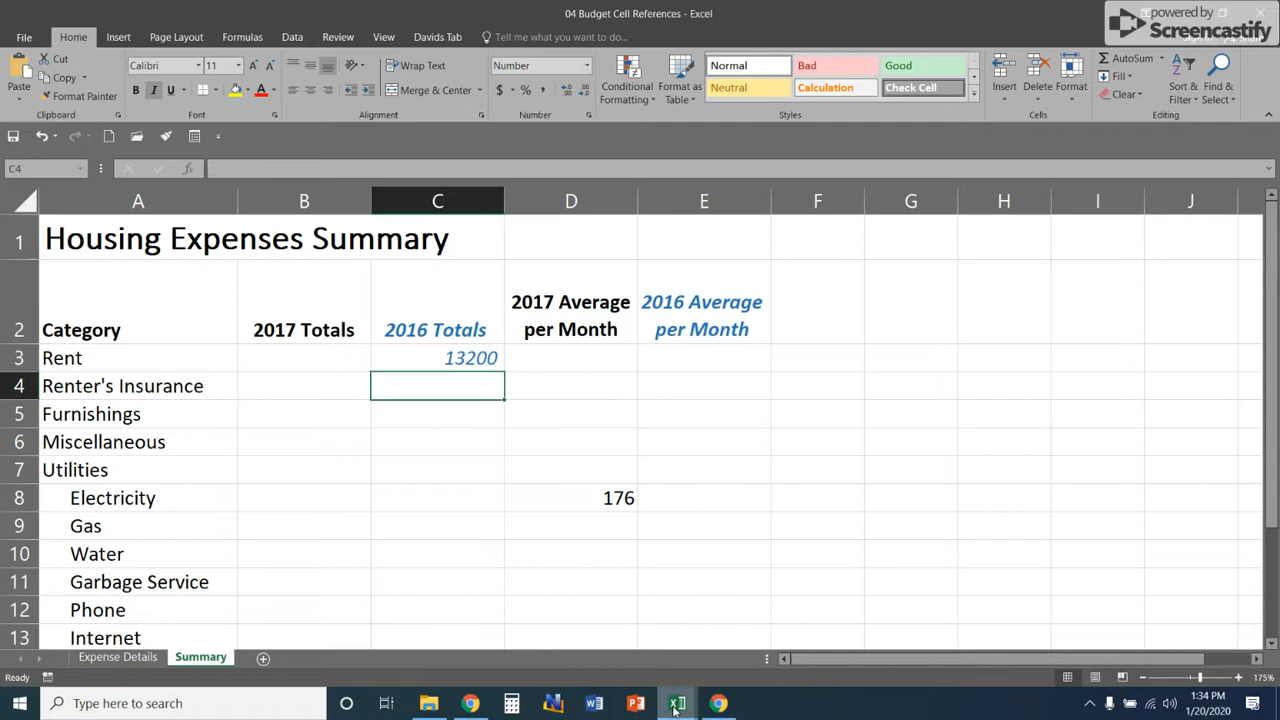 04 Budget Cell References - Excel
powered by
Screencastify
File Home Insert Page Layout Formulas Data Review View Davids Tab Tell me what you want to do...
Paste
Cut
Copy
Format Painter
Clipboard
Calibri 11
B I U
Font
Wrap Text
Merge & Center
Alignment
Number
$ % ,
Number
Conditional Formatting
Format as Table
Normal Bad Good
Neutral Calculation Check Cell
Styles
Insert Delete Format
Cells
AutoSum
Fill
Clear
Sort & Filter
Find & Select
Editing
C4 fx
A B C D E F G H I J
1 Housing Expenses Summary
2 Category 2017 Totals 2016 Totals 2017 Average per Month 2016 Average per Month
3 Rent 13200
4 Renter's Insurance
5 Furnishings
6 Miscellaneous
7 Utilities
8 Electricity 176
9 Gas
10 Water
11 Garbage Service
12 Phone
13 Internet
Expense Details Summary
Ready 175%
Type here to search
1:34 PM
1/20/2020